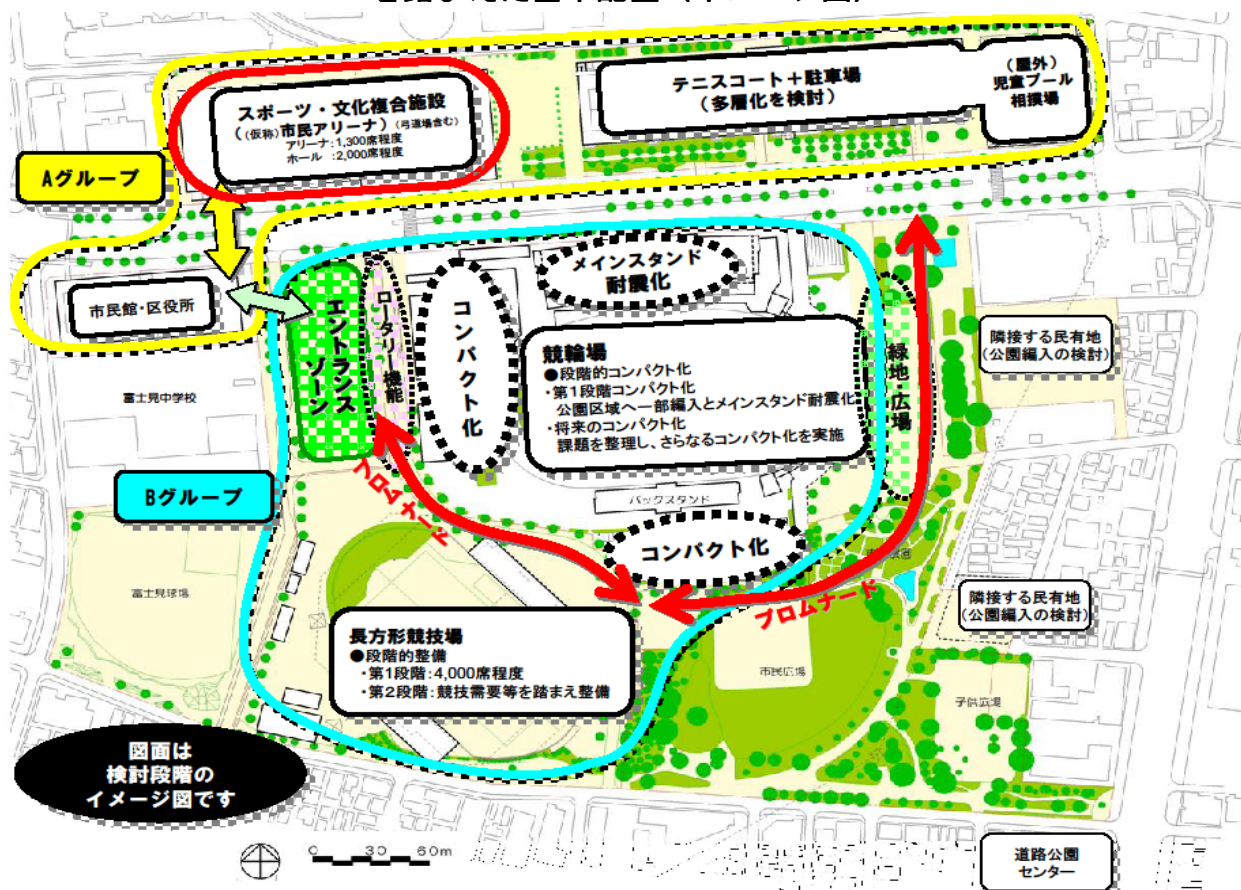 スポーツ・文化複合施設
((仮称)市民アリーナ)(弓道場含む)
アリーナ:1,300席程度
ホール:2,000席程度
テニスコート+駐車場
(多層化を検討)
(屋外)
児童プール
相撲場
Aグループ
市民館・区役所
エントランス
ゾーン
ロータリー機能
コンパクト化
メインスタンド
耐震化
競輪場
●段階的コンパクト化
・第1段階コンパクト化
公園区域へ一部編入とメインスタンド耐震化
・将来のコンパクト化
課題を整理し、さらなるコンパクト化を実施
緑地・広場
隣接する民有地
(公園編入の検討)
富士見中学校
Bグループ
プロムナード
バックスタンド
コンパクト化
プロムナード
富士見球場
長方形競技場
●段階的整備
・第1段階:4,000席程度
・第2段階:競技需要等を踏まえ整備
市民広場
隣接する民有地
(公園編入の検討)
子供広場
図面は
検討段階の
イメージ図です
0 30 60m
道路公園
センター